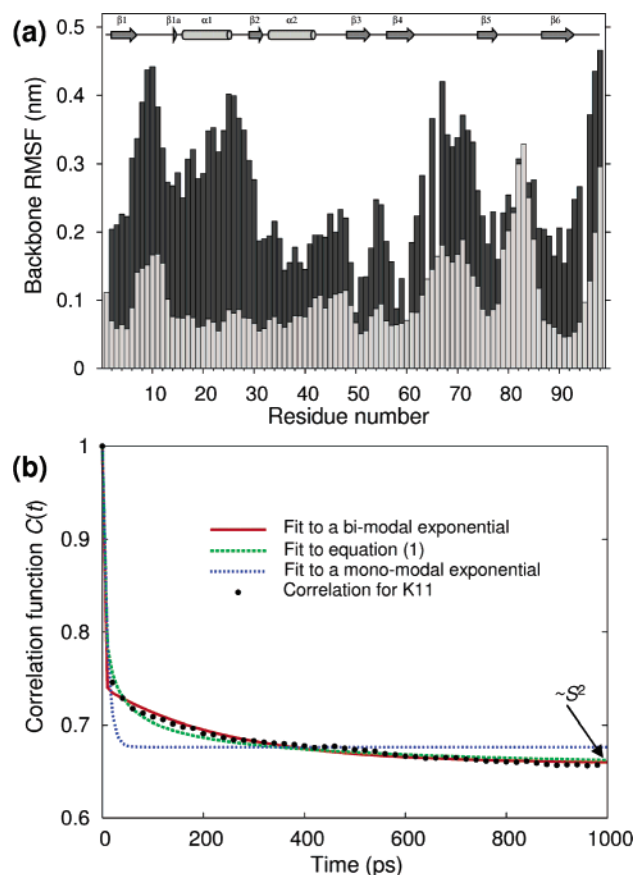 (a)
β1 β1a α1 β2 α2 β3 β4 β5 β6
Backbone RMSF (nm)
0.5
0.4
0.3
0.2
0.1
0
10 20 30 40 50 60 70 80 90
Residue number
(b)
Correlation function C(t)
1
0.9
0.8
0.7
0.6
Fit to a bi-modal exponential
Fit to equation (1)
Fit to a mono-modal exponential
Correlation for K11
~S²
0 200 400 600 800 1000
Time (ps)